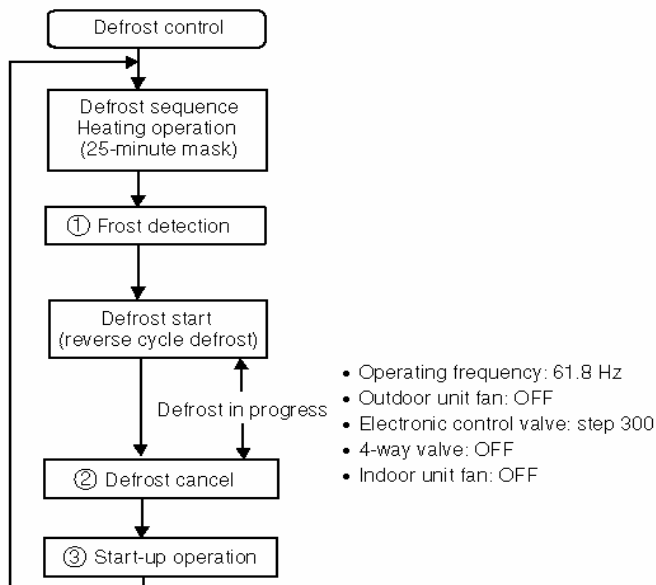 Defrost control
Defrost sequence
Heating operation
(25-minute mask)
① Frost detection
Defrost start
(reverse cycle defrost)
Defrost in progress
• Operating frequency: 61.8 Hz
• Outdoor unit fan: OFF
• Electronic control valve: step 300
• 4-way valve: OFF
• Indoor unit fan: OFF
② Defrost cancel
③ Start-up operation